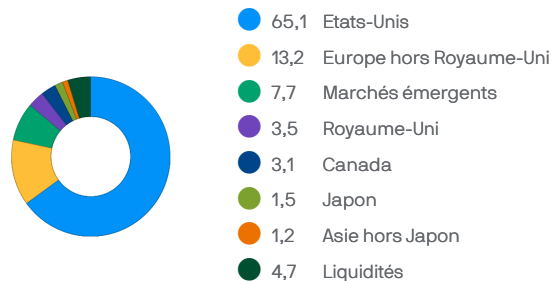 65,1 Etats-Unis
13,2 Europe hors Royaume-Uni
7,7 Marchés émergents
3,5 Royaume-Uni
3,1 Canada
1,5 Japon
1,2 Asie hors Japon
4,7 Liquidités